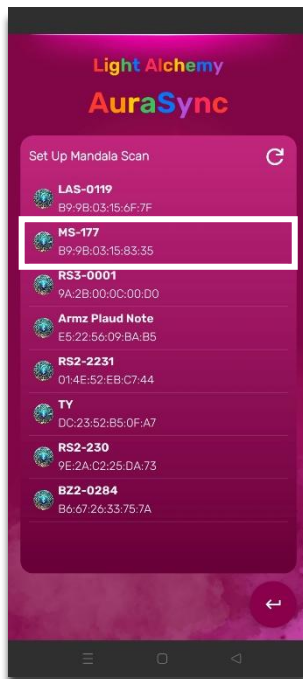 Light Alchemy
AuraSync
Set Up Mandala Scan
LAS-0119
B9:9B:03:15:6F:7F
MS-177
B9:9B:03:15:83:35
RS3-0001
9A:2B:00:0C:00:D0
Armz Plaud Note
E5:22:56:09:BA:B5
RS2-2231
01:4E:52:EB:C7:44
TY
DC:23:52:B5:0F:A7
RS2-230
9E:2A:C2:25:DA:73
BZ2-0284
B6:67:26:33:75:7A